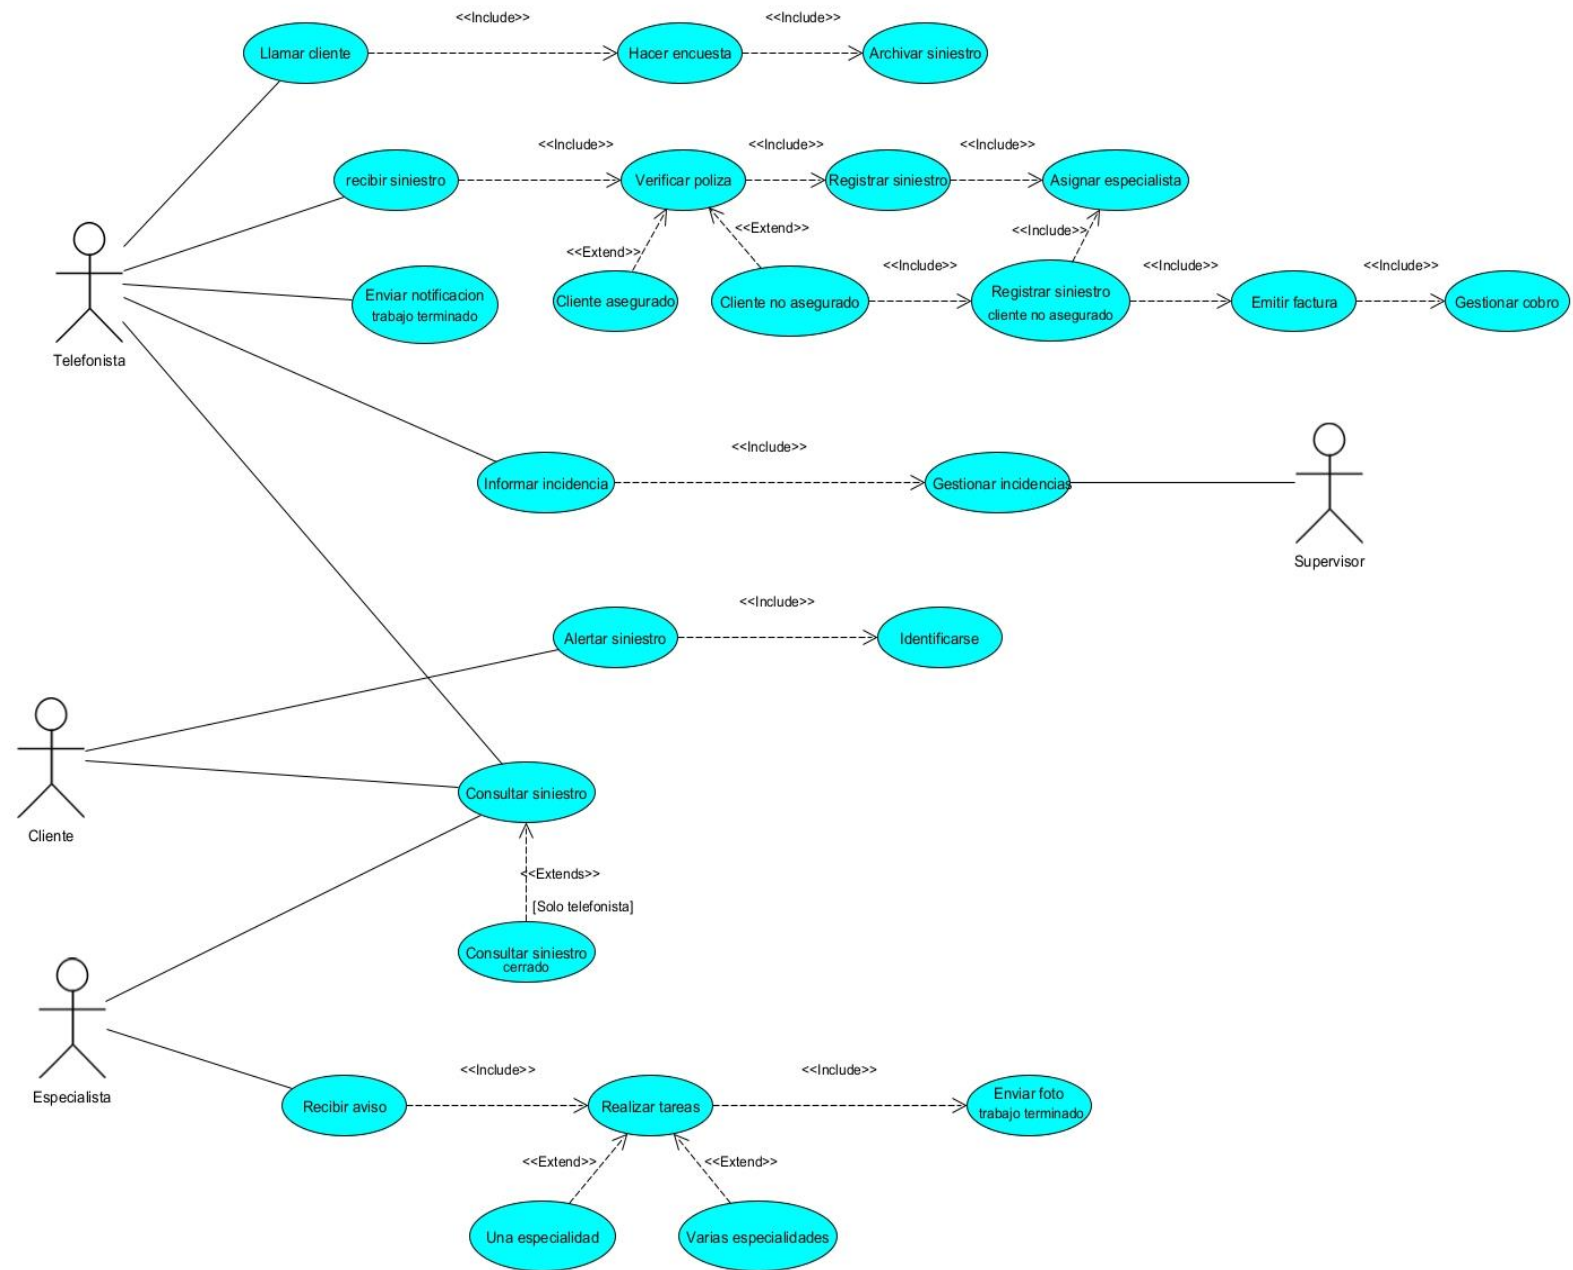 <<Include>>
<<Include>>
Llamar cliente
Hacer encuesta
Archivar siniestro
<<Include>>
<<Include>>
<<Include>>
recibir siniestro
Verificar poliza
Registrar siniestro
Asignar especialista
<<Extend>>
<<Extend>>
<<Include>>
<<Include>>
<<Include>>
<<Include>>
Enviar notificacion
trabajo terminado
Cliente asegurado
Cliente no asegurado
Registrar siniestro
cliente no asegurado
Emitir factura
Gestionar cobro
Telefonista
<<Include>>
Informar incidencia
Gestionar incidencias
Supervisor
<<Include>>
Alertar siniestro
Identificarse
Consultar siniestro
Cliente
<<Extends>>
[Solo telefonista]
Consultar siniestro
cerrado
Especialista
<<Include>>
<<Include>>
Recibir aviso
Realizar tareas
Enviar foto
trabajo terminado
<<Extend>>
<<Extend>>
Una especialidad
Varias especialidades